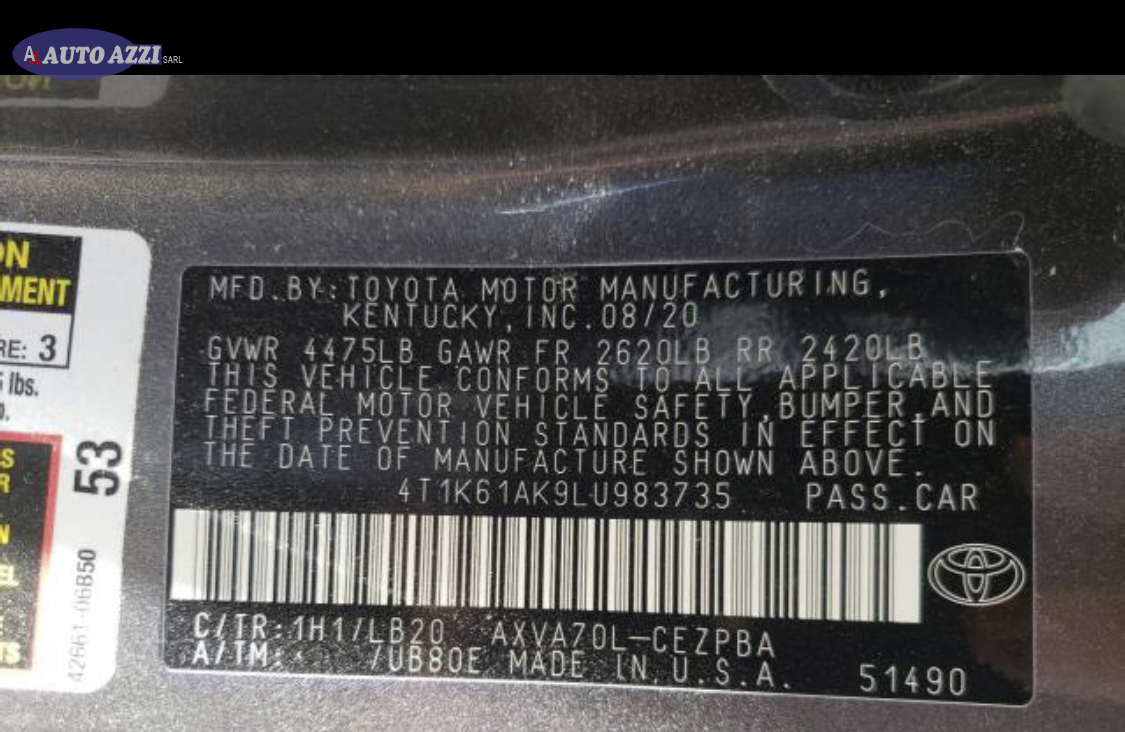 A AUTO AZZI SARL
ON
MENT
RE: 3
lbs.
53
42661-06B50
MFD.BY:TOYOTA MOTOR MANUFACTURING,
KENTUCKY,INC.08/20
GVWR 4475LB GAWR FR 2620LB RR 2420LB
THIS VEHICLE CONFORMS TO ALL APPLICABLE
FEDERAL MOTOR VEHICLE SAFETY,BUMPER,AND
THEFT PREVENTION STANDARDS IN EFFECT ON
THE DATE OF MANUFACTURE SHOWN ABOVE.
4T1K61AK9LU983735 PASS.CAR
C/TR:1H1/LB20 AXVA70L-CEZPBA
A/TM: /UB80E MADE IN U.S.A.
51490